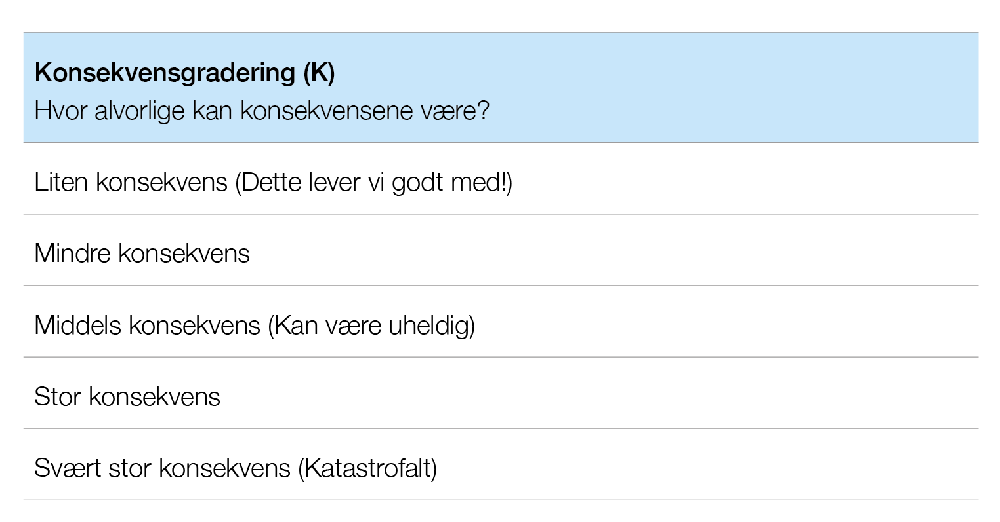 Konsekvensgradering (K)
Hvor alvorlige kan konsekvensene være?
Liten konsekvens (Dette lever vi godt med!)
Mindre konsekvens
Middels konsekvens (Kan være uheldig)
Stor konsekvens
Svært stor konsekvens (Katastrofalt)